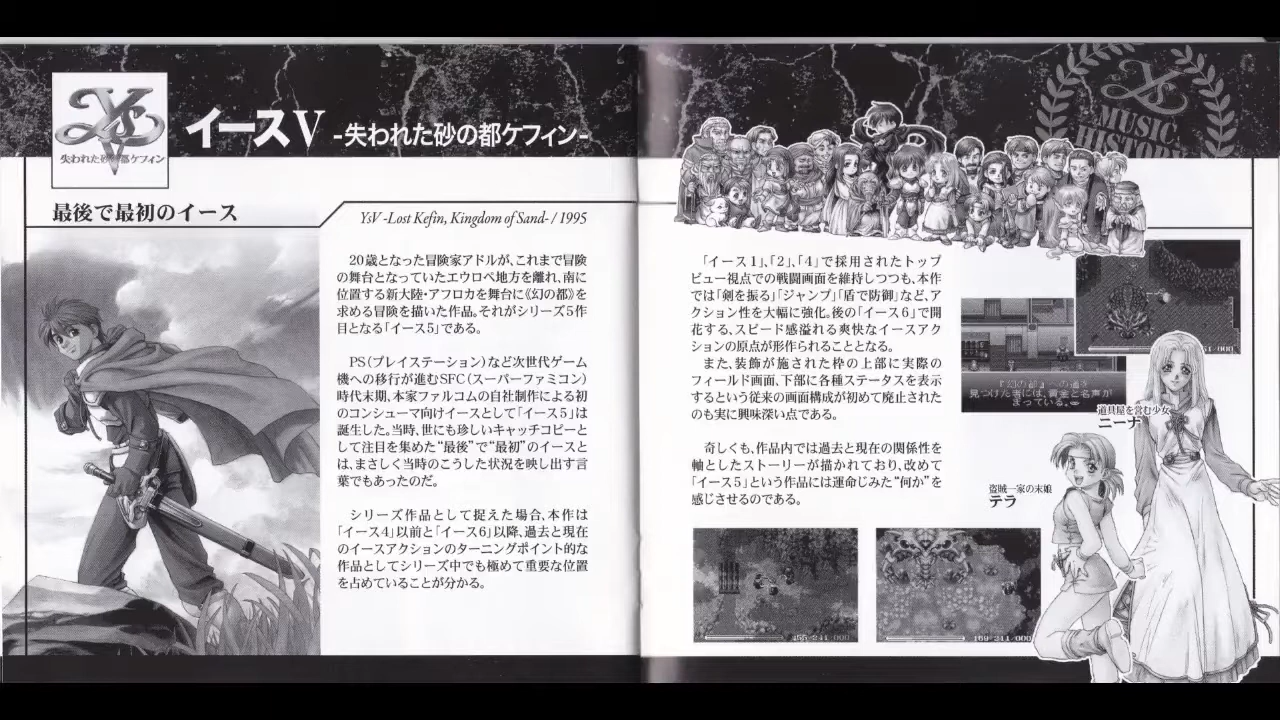 Ys
V
失われた砂の都ケフィン
イースV -失われた砂の都ケフィン-
最後で最初のイース
YsV -Lost Kefin, Kingdom of Sand- / 1995
20歳となった冒険家アドルが、これまで冒険
の舞台となっていたエウロペ地方を離れ、南に
位置する新大陸・アフロカを舞台に《幻の都》を
求める冒険を描いた作品。それがシリーズ5作
目となる「イース5」である。
PS（プレイステーション）など次世代ゲーム
機への移行が進むSFC（スーパーファミコン）
時代末期、本家ファルコムの自社制作による初
のコンシューマ向けイースとして「イース5」は
誕生した。当時、世にも珍しいキャッチコピーと
して注目を集めた“最後”で“最初”のイースと
は、まさしく当時のこうした状況を映し出す言
葉でもあったのだ。
シリーズ作品として捉えた場合、本作は
「イース4」以前と「イース6」以降、過去と現在
のイースアクションのターニングポイント的な
作品としてシリーズ中でも極めて重要な位置
を占めていることが分かる。
Ys
MUSIC
HISTORY
「イース1」、「2」、「4」で採用されたトップ
ビュー視点での戦闘画面を維持しつつも、本作
では「剣を振る」「ジャンプ」「盾で防御」など、ア
クション性を大幅に強化。後の「イース6」で開
花する、スピード感溢れる爽快なイースアク
ションの原点が形作られることとなる。
また、装飾が施された枠の上部に実際の
フィールド画面、下部に各種ステータスを表示
するという従来の画面構成が初めて廃止された
のも実に興味深い点である。
奇しくも、作品内では過去と現在の関係性を
軸としたストーリーが描かれており、改めて
「イース5」という作品には運命じみた“何か”を
感じさせるのである。
『幻の都』への道を
見つけた者には、黄金と名声が
まっている。
道具屋を営む少女
ニーナ
盗賊一家の末娘
テラ